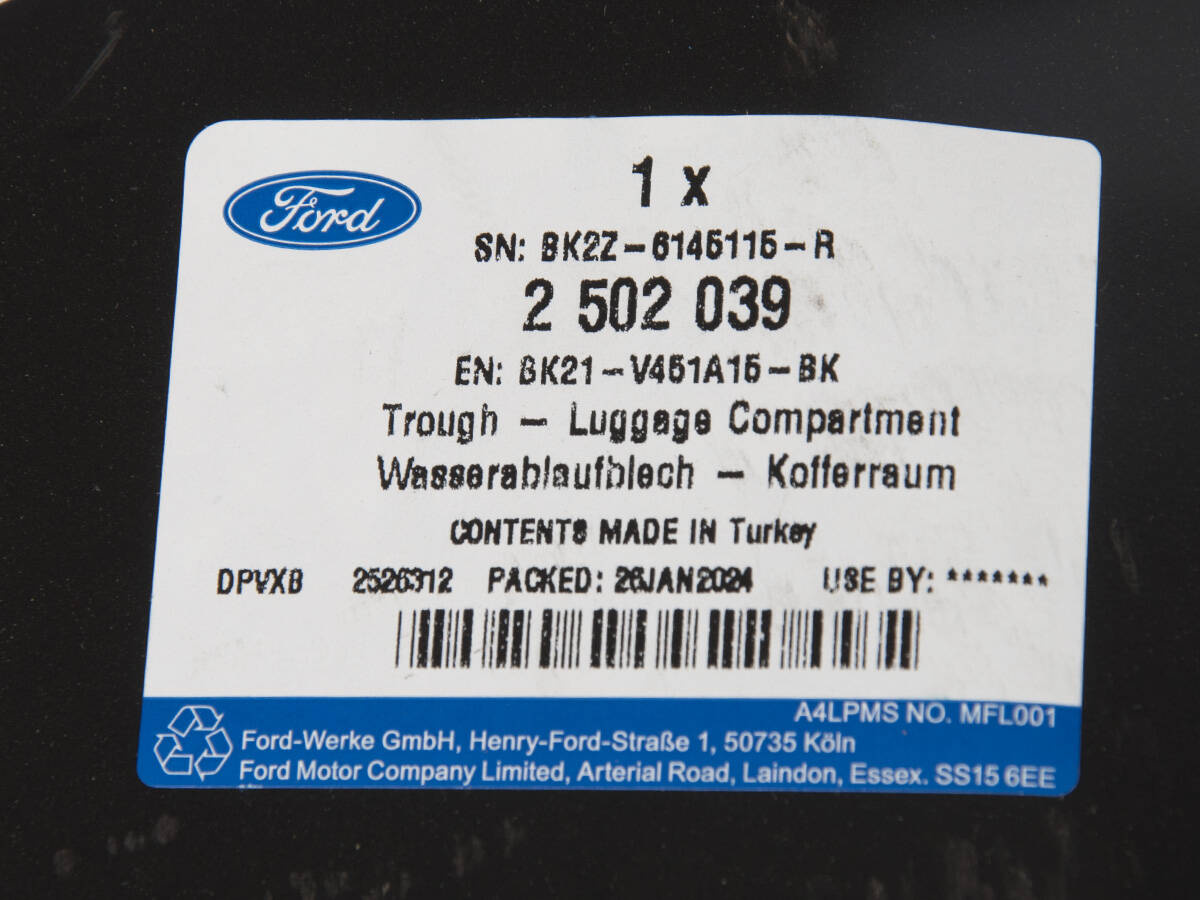 Ford
1 x
SN: BK2Z-6145115-R
2 502 039
EN: BK21-V451A15-BK
Trough - Luggage Compartment
Wasserablaufblech - Kofferraum
CONTENTS MADE IN Turkey
DPVXB 2526312 PACKED: 26JAN2024 USE BY: *******
A4LPMS NO. MFL001
Ford-Werke GmbH, Henry-Ford-Straße 1, 50735 Köln
Ford Motor Company Limited, Arterial Road, Laindon, Essex. SS15 6EE